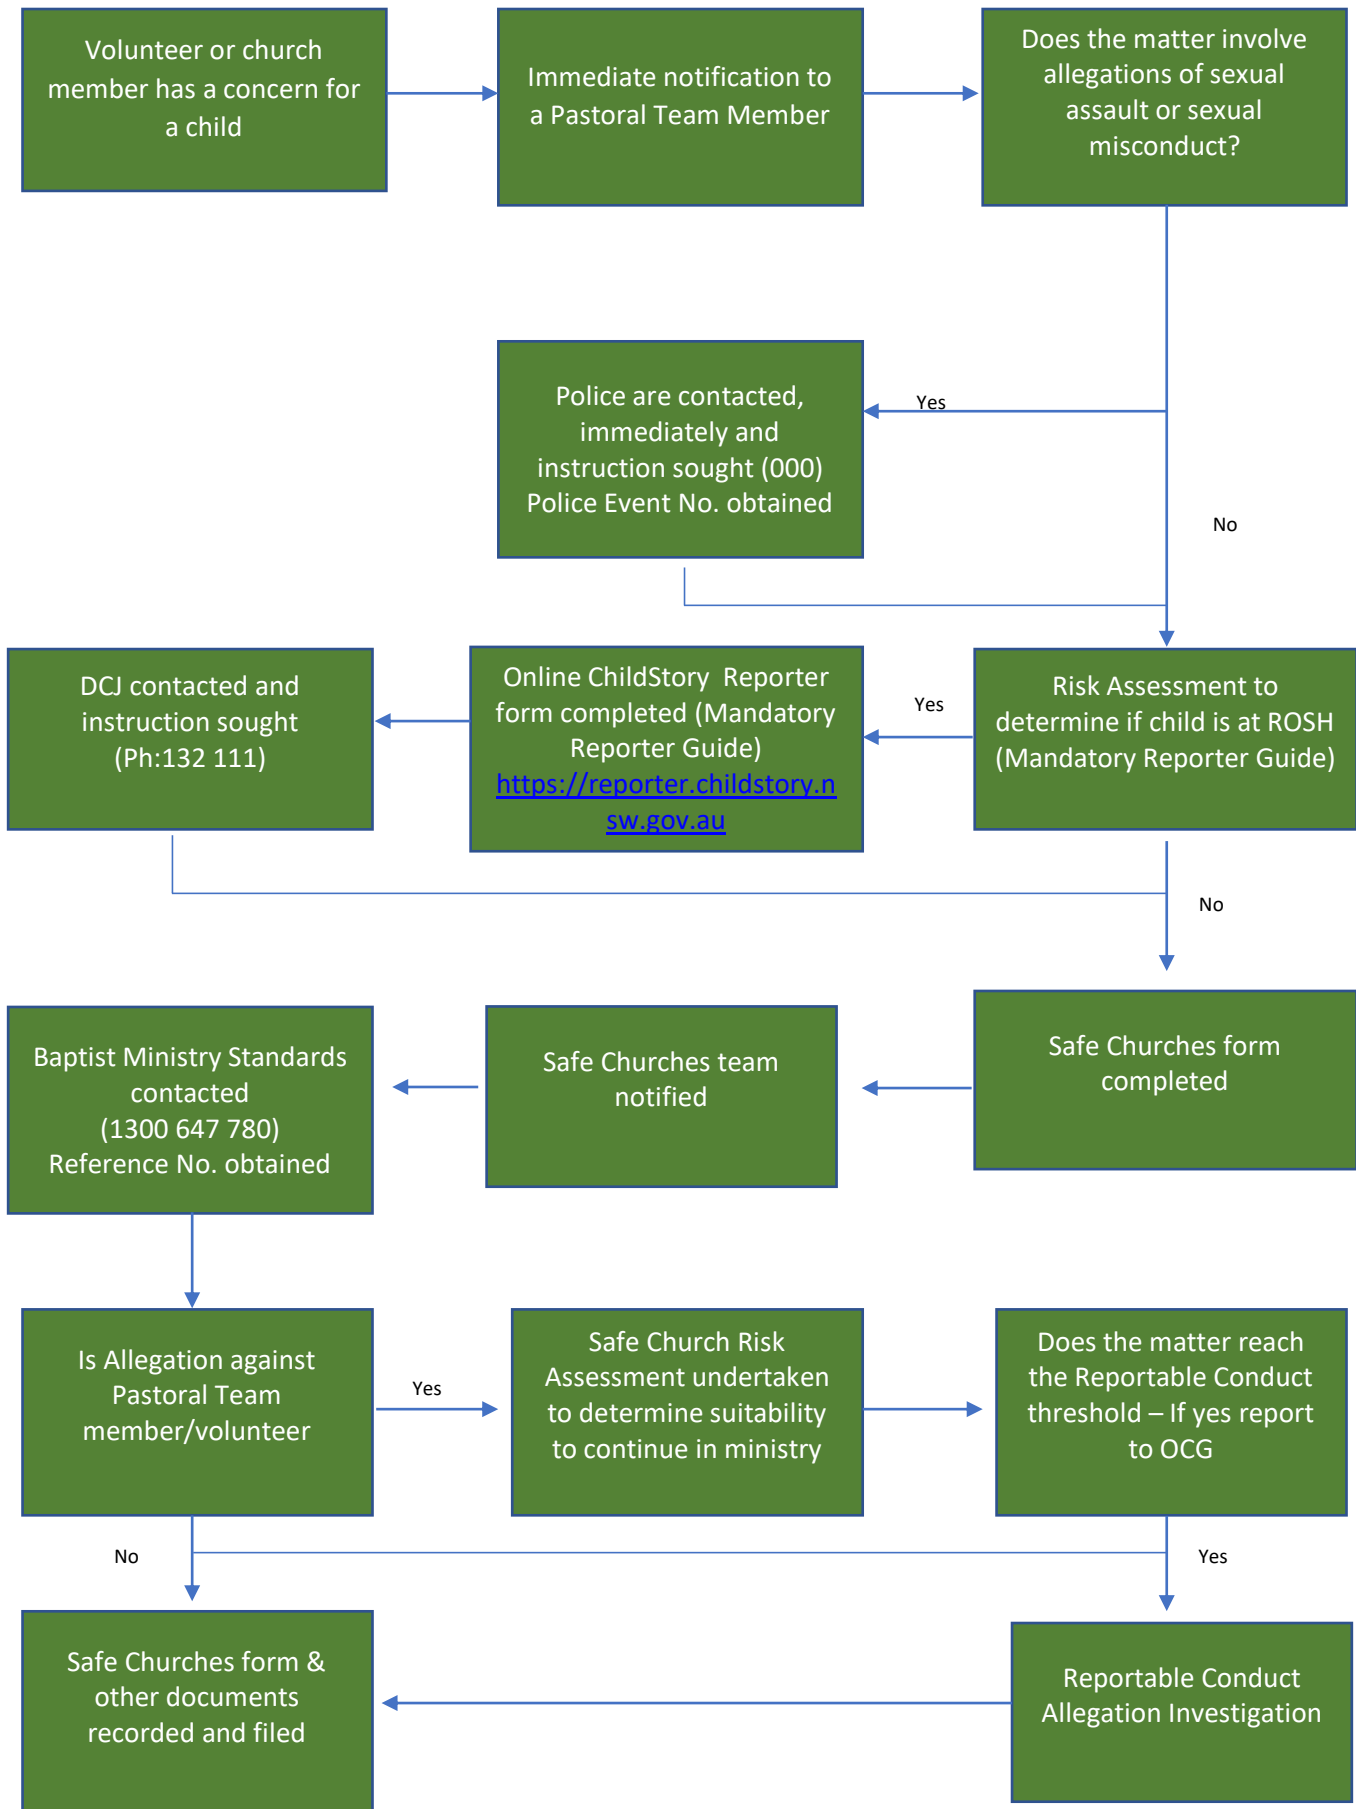 Volunteer or church
member has a concern for
a child
Immediate notification to
a Pastoral Team Member
Does the matter involve
allegations of sexual
assault or sexual
misconduct?
Police are contacted,
immediately and
instruction sought (000)
Police Event No. obtained
Yes
No
DCJ contacted and
instruction sought
(Ph:132 111)
Online ChildStory Reporter
form completed (Mandatory
Reporter Guide)
https://reporter.childstory.n
sw.gov.au
Yes
Risk Assessment to
determine if child is at ROSH
(Mandatory Reporter Guide)
No
Baptist Ministry Standards
contacted
(1300 647 780)
Reference No. obtained
Safe Churches team
notified
Safe Churches form
completed
Is Allegation against
Pastoral Team
member/volunteer
Yes
Safe Church Risk
Assessment undertaken
to determine suitability
to continue in ministry
Does the matter reach
the Reportable Conduct
threshold – If yes report
to OCG
No
Yes
Safe Churches form &
other documents
recorded and filed
Reportable Conduct
Allegation Investigation